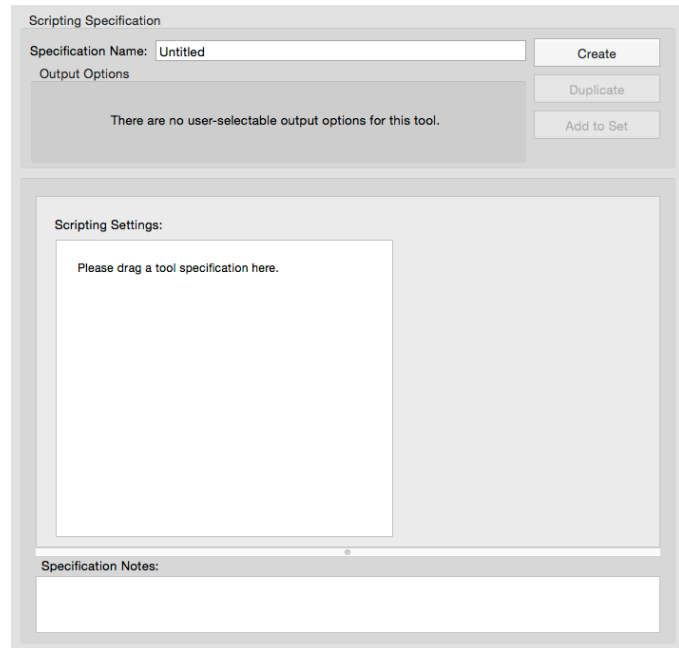 Scripting Specification
Specification Name: Untitled
Create
Output Options
Duplicate
There are no user-selectable output options for this tool.
Add to Set
Scripting Settings:
Please drag a tool specification here.
Specification Notes: